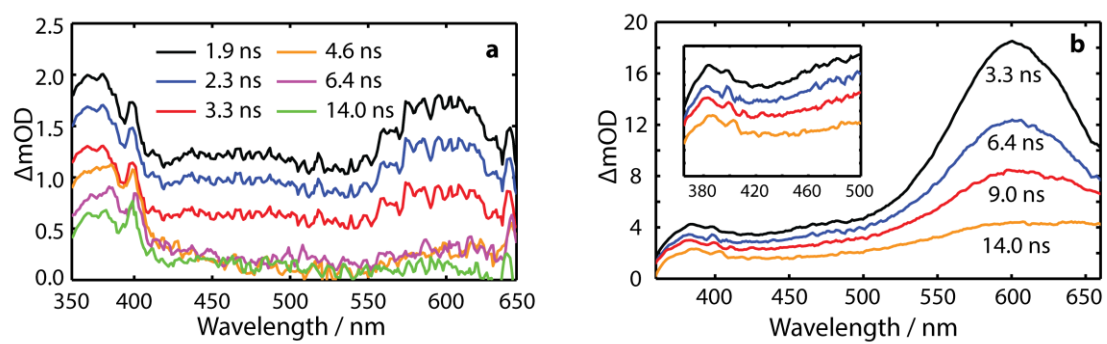 a
2.5
2.0
1.5
1.0
0.5
0.0
ΔmOD
1.9 ns
2.3 ns
3.3 ns
4.6 ns
6.4 ns
14.0 ns
350 400 500 500 600 650
Wavelength / nm
b
20
16
12
8
4
0
ΔmOD
3.3 ns
6.4 ns
9.0 ns
14.0 ns
380 420 460 500
400 450 500 550 600 650
Wavelength / nm